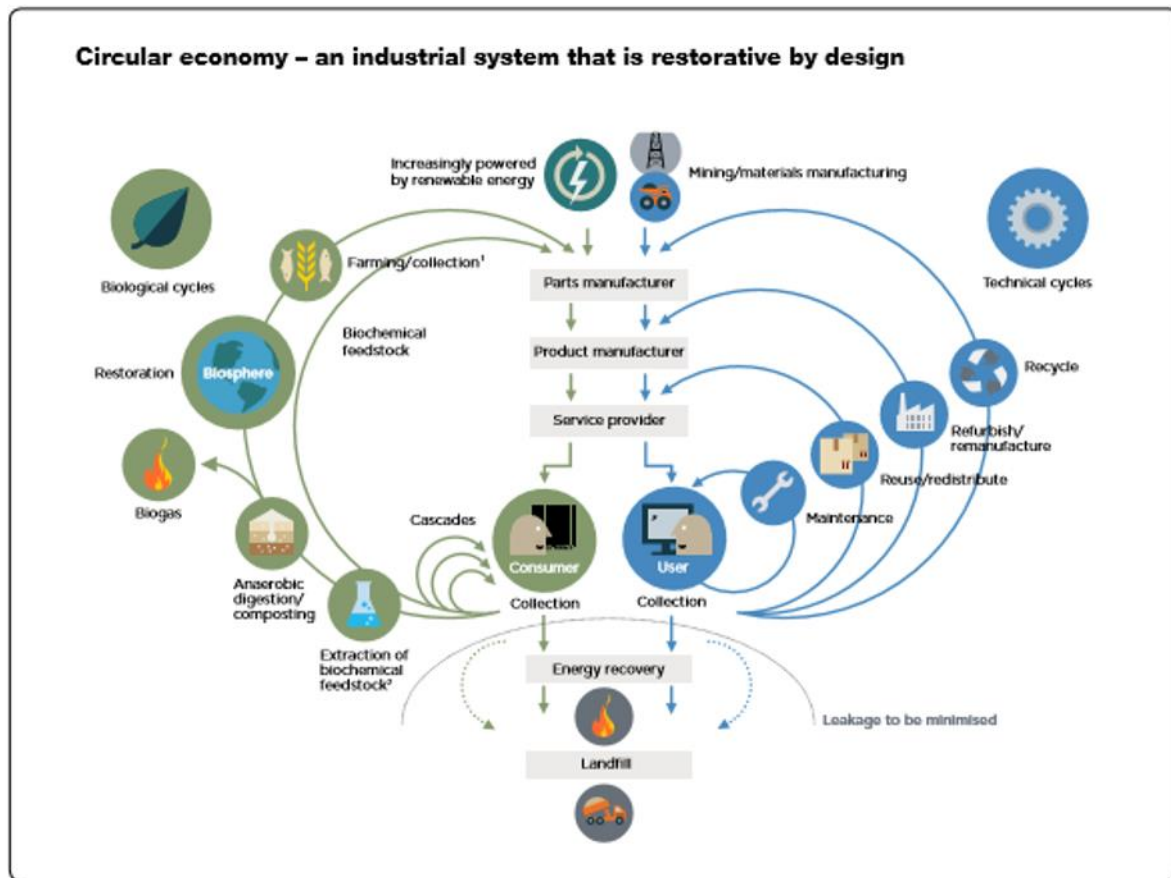 Circular economy – an industrial system that is restorative by design
Increasingly powered
by renewable energy
Mining/materials manufacturing
Biological cycles
Farming/collection¹
Parts manufacturer
Technical cycles
Biochemical
feedstock
Product manufacturer
Restoration
Biosphere
Recycle
Service provider
Refurbish/
remanufacture
Reuse/redistribute
Biogas
Cascades
Maintenance
Consumer
User
Anaerobic
digestion/
composting
Collection
Collection
Extraction of
biochemical
feedstock²
Energy recovery
Leakage to be minimised
Landfill